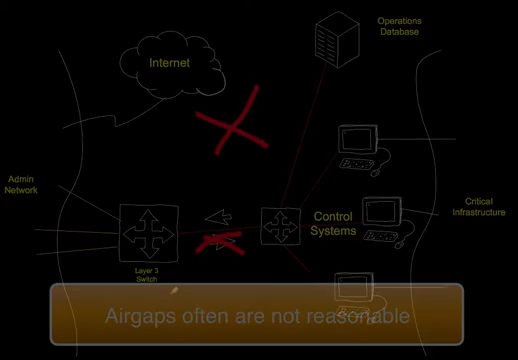 Operations
Database
Internet
Admin
Network
Critical
Infrastructure
Control
Systems
Layer 3
Switch
Airgaps often are not reasonable